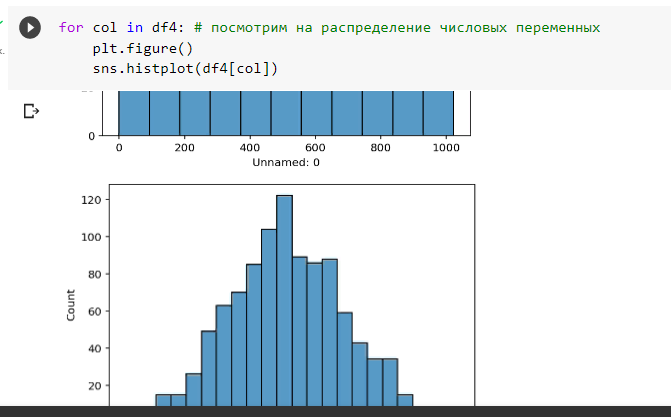 for col in df4: # посмотрим на распределение числовых переменных
    plt.figure()
    sns.histplot(df4[col])
0
0 200 400 600 800 1000
Unnamed: 0
120
100
80
60
40
20
Count